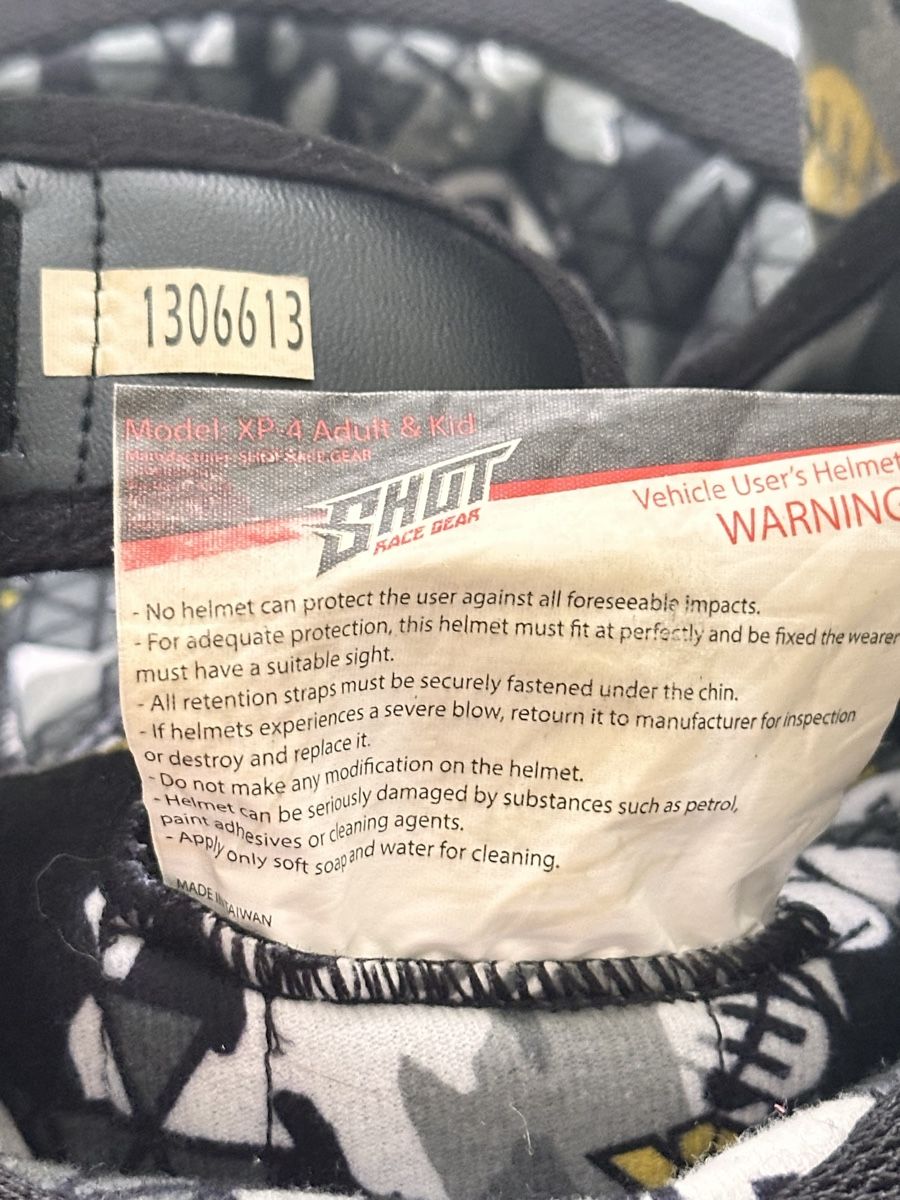 1306613
Model: XP-4 Adult & Kid
Manufacturer SHOT RACE GEAR
SHOT
RACE GEAR
Vehicle User's Helmet
WARNING
- No helmet can protect the user against all foreseeable impacts.
- For adequate protection, this helmet must fit at perfectly and be fixed the wearer
must have a suitable sight.
- All retention straps must be securely fastened under the chin.
- If helmets experiences a severe blow, retourn it to manufacturer for inspection
or destroy and replace it.
- Do not make any modification on the helmet.
- Helmet can be seriously damaged by substances such as petrol,
paint adhesives or cleaning agents.
- Apply only soft soap and water for cleaning.
MADE IN TAIWAN